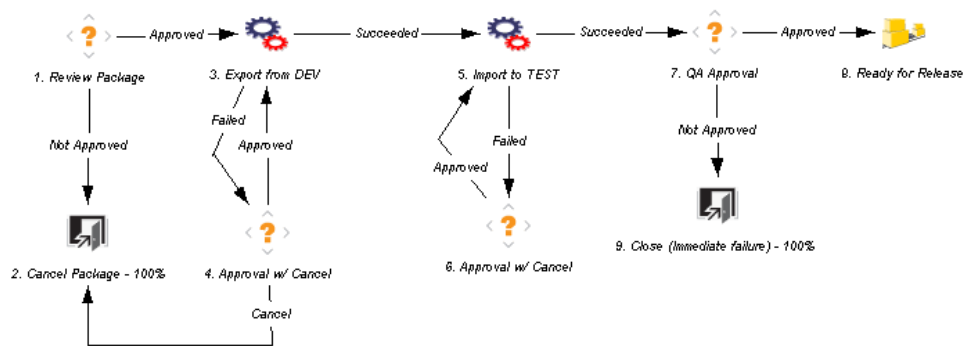 Approved
Succeeded
Succeeded
Approved
1. Review Package
3. Export from DEV
5. Import to TEST
7. QA Approval
8. Ready for Release
Failed
Not Approved
Approved
Failed
Approved
Not Approved
2. Cancel Package - 100%
4. Approval w/ Cancel
6. Approval w/ Cancel
9. Close (Immediate failure) - 100%
Cancel